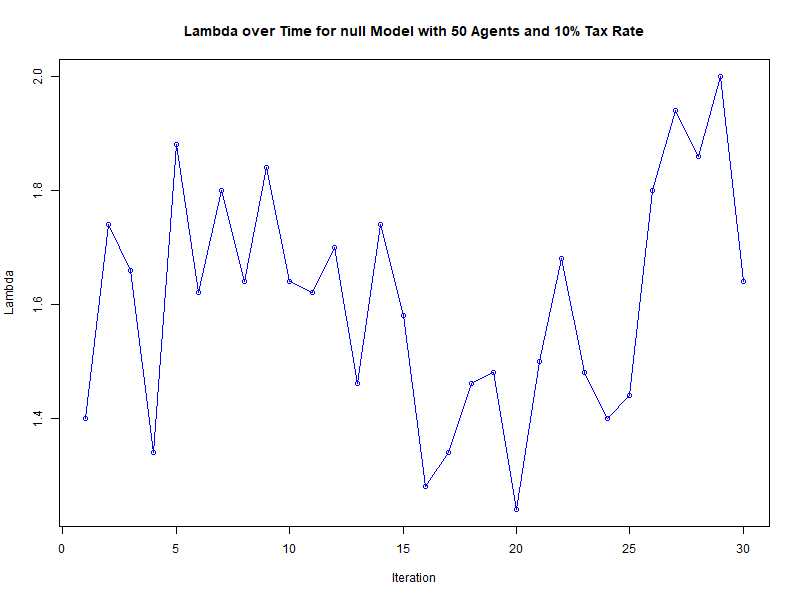 Lambda over Time for null Model with 50 Agents and 10% Tax Rate
2.0
1.8
1.6
1.4
Lambda
0 5 10 15 20 25 30
Iteration